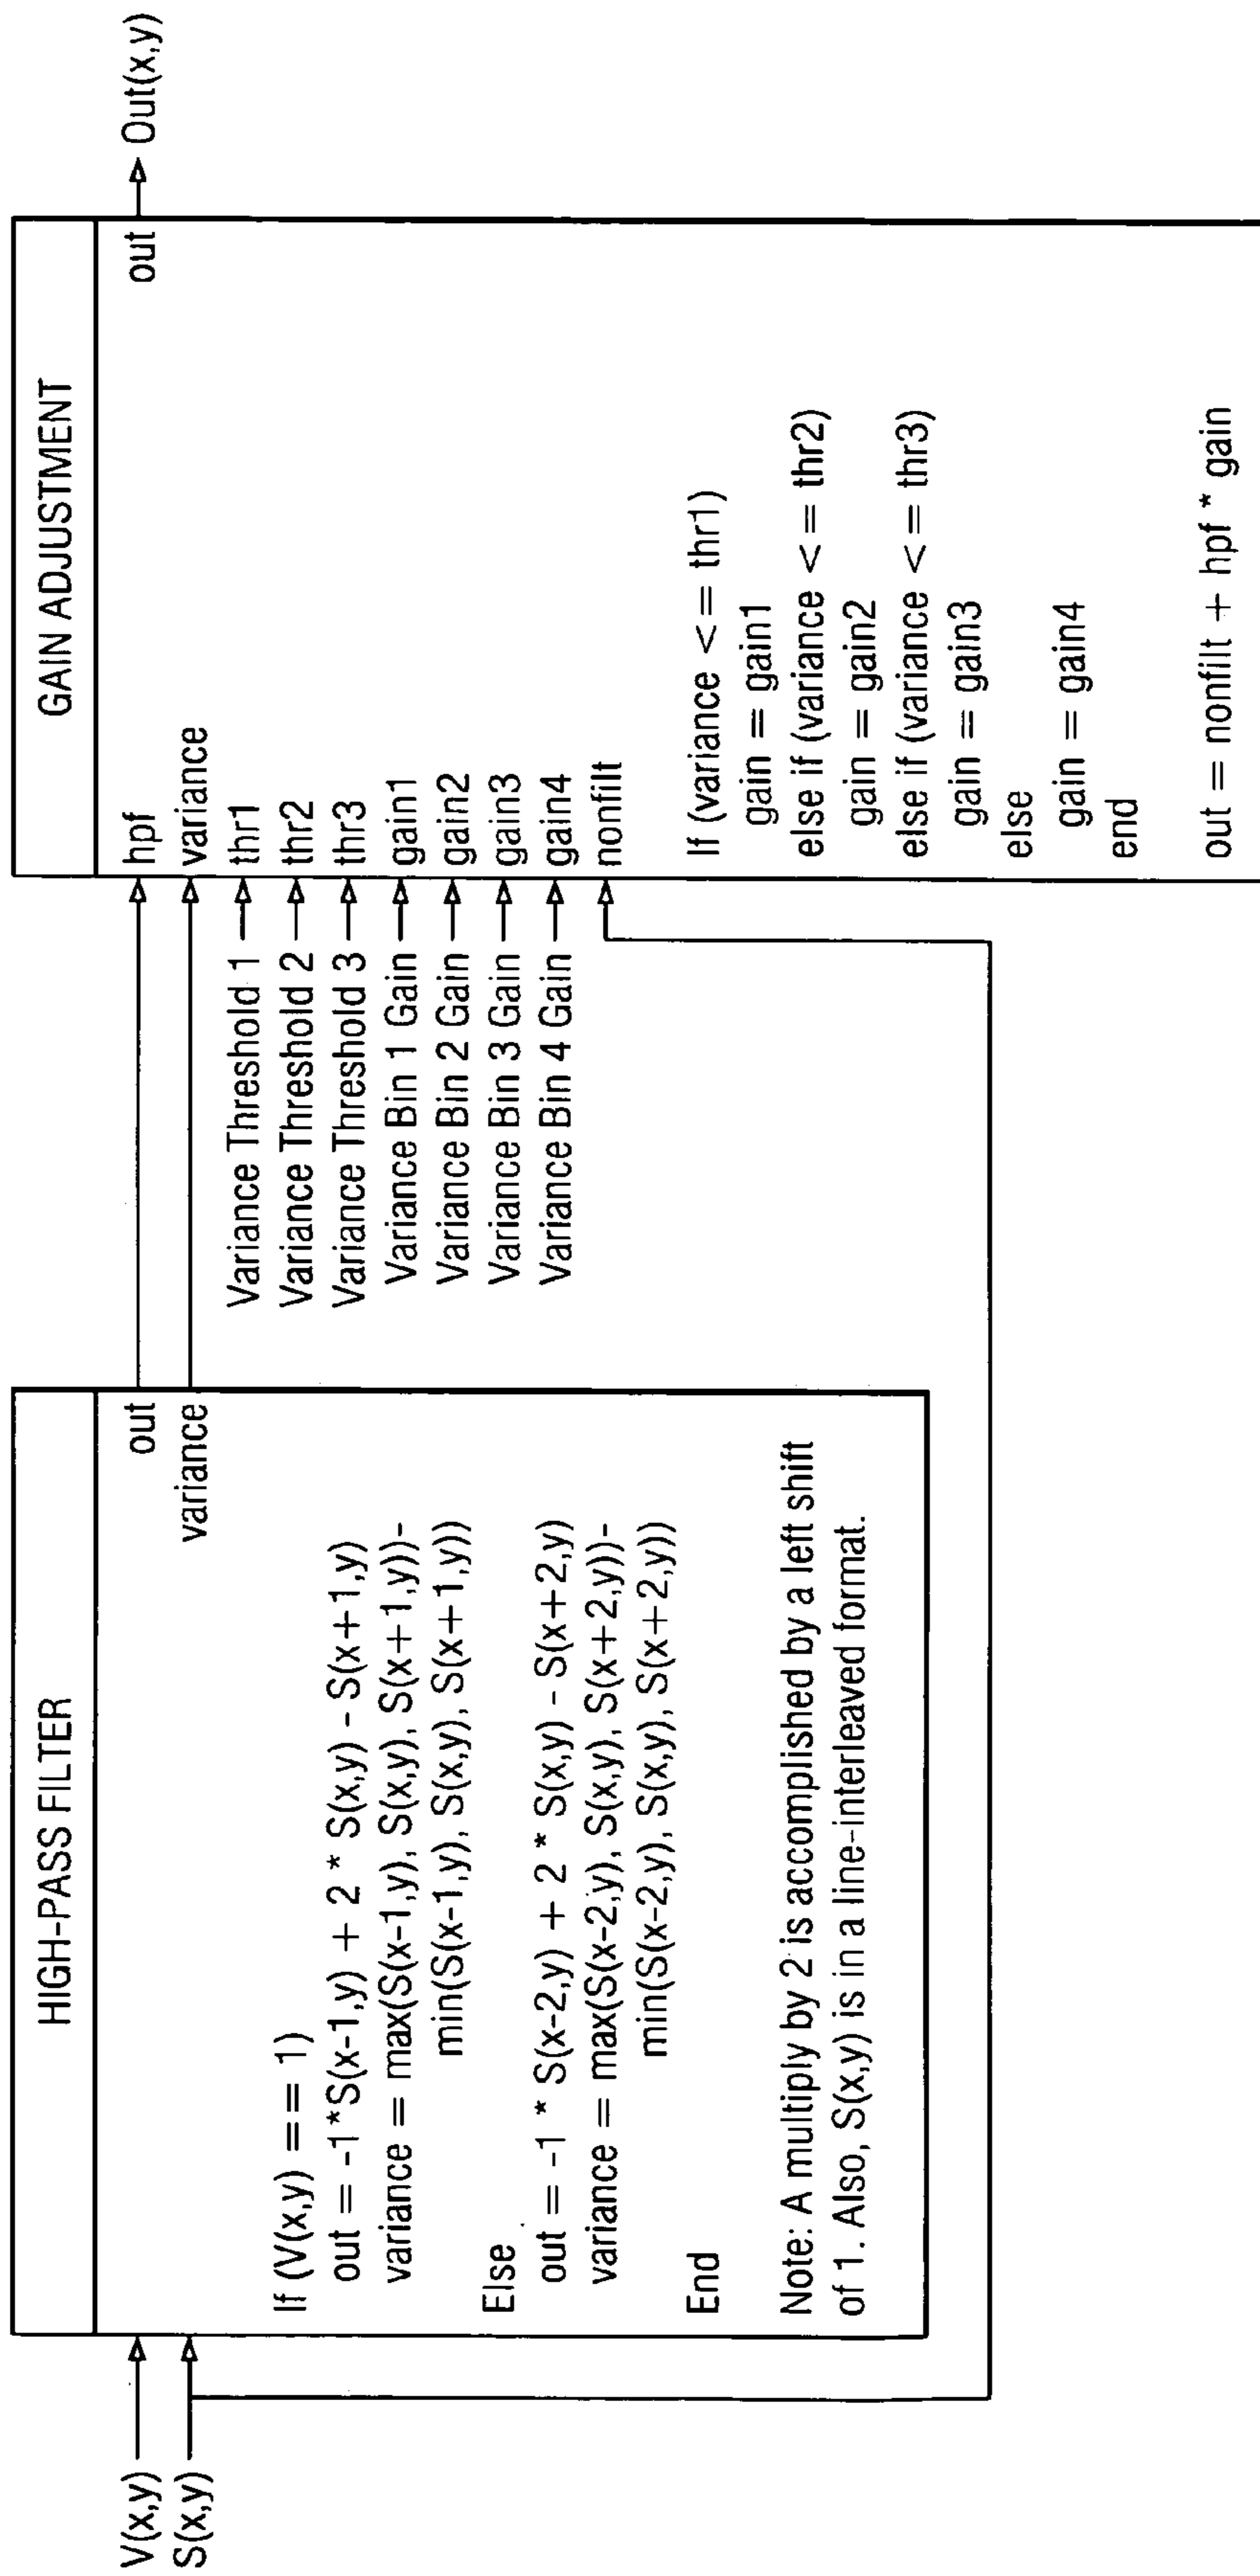 V(x,y)
S(x,y)
HIGH-PASS FILTER
out
variance
If (V(x,y) == 1)
out = -1*S(x-1,y) + 2 * S(x,y) - S(x+1,y)
variance = max(S(x-1,y), S(x,y), S(x+1,y))-
min(S(x-1,y), S(x,y), S(x+1,y))
Else
out = -1 * S(x-2,y) + 2 * S(x,y) - S(x+2,y)
variance = max(S(x-2,y), S(x,y), S(x+2,y))-
min(S(x-2,y), S(x,y), S(x+2,y))
End
Note: A multiply by 2 is accomplished by a left shift
of 1. Also, S(x,y) is in a line-interleaved format.
Variance Threshold 1
Variance Threshold 2
Variance Threshold 3
Variance Bin 1 Gain
Variance Bin 2 Gain
Variance Bin 3 Gain
Variance Bin 4 Gain
GAIN ADJUSTMENT
hpf
variance
thr1
thr2
thr3
gain1
gain2
gain3
gain4
nonfilt
out
If (variance <= thr1)
gain = gain1
else if (variance <= thr2)
gain = gain2
else if (variance <= thr3)
gain = gain3
else
gain = gain4
end
out = nonfilt + hpf * gain
Out(x,y)